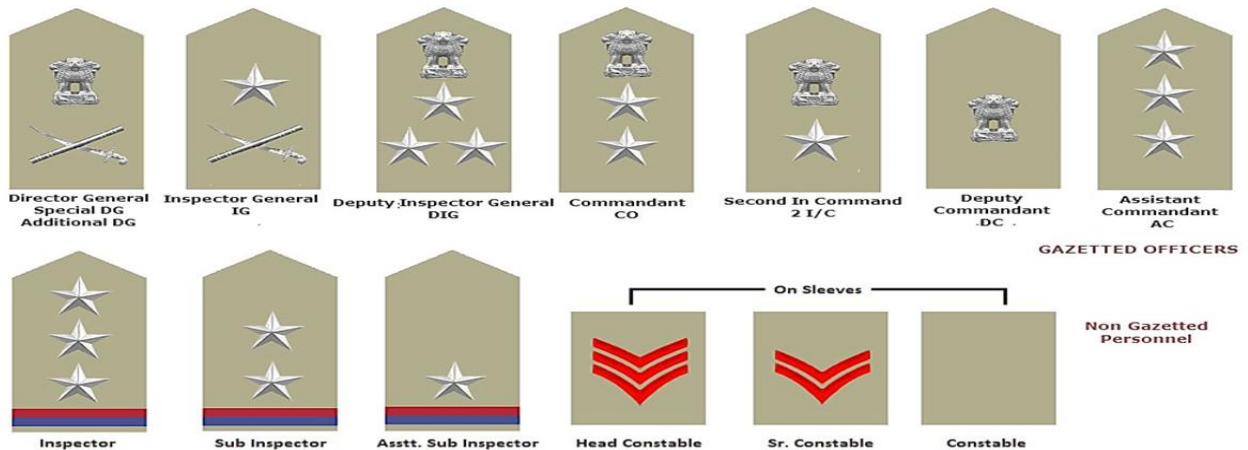 Director General
Special DG
Additional DG
Inspector General
IG
Deputy Inspector General
DIG
Commandant
CO
Second In Command
2 I/C
Deputy
Commandant
DC
Assistant
Commandant
AC
GAZETTED OFFICERS
On Sleeves
Non Gazetted
Personnel
Inspector
Sub Inspector
Asstt. Sub Inspector
Head Constable
Sr. Constable
Constable